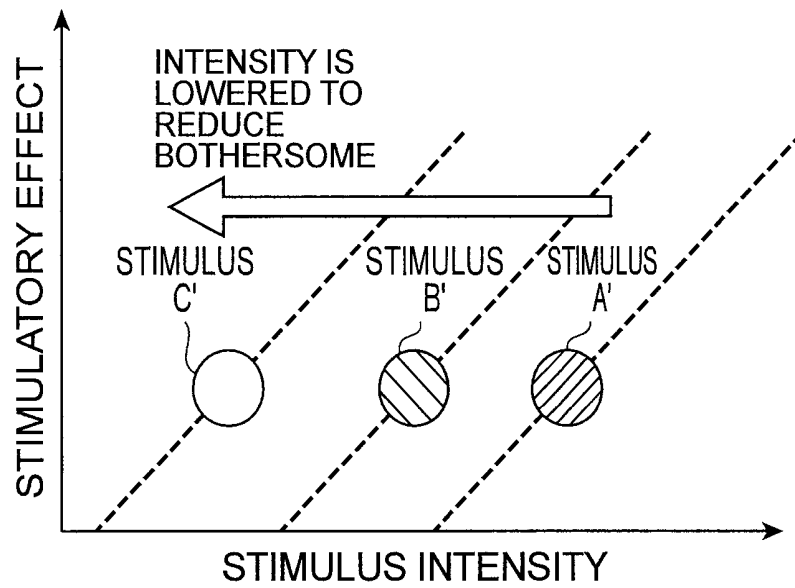 INTENSITY IS
LOWERED TO
REDUCE
BOTHERSOME
STIMULATORY EFFECT
STIMULUS
C'
STIMULUS
B'
STIMULUS
A'
STIMULUS INTENSITY